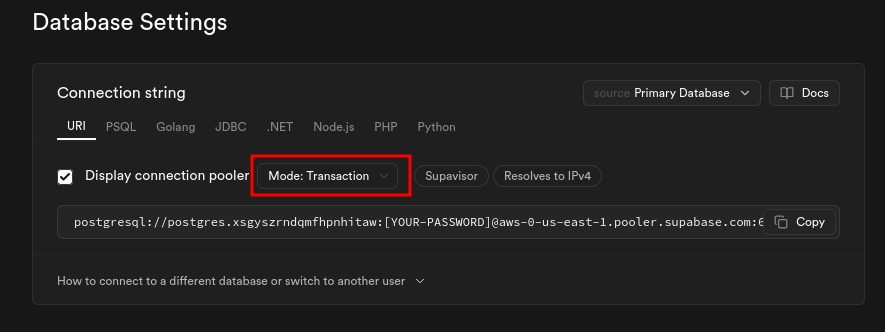 Database Settings
Connection string
source Primary Database
Docs
URI PSQL Golang JDBC .NET Node.js PHP Python
Display connection pooler Mode: Transaction Supavisor Resolves to IPv4
postgresql://postgres.xsgyszrndqmfhpnhitaw:[YOUR-PASSWORD]@aws-0-us-east-1.pooler.supabase.com:6 Copy
How to connect to a different database or switch to another user